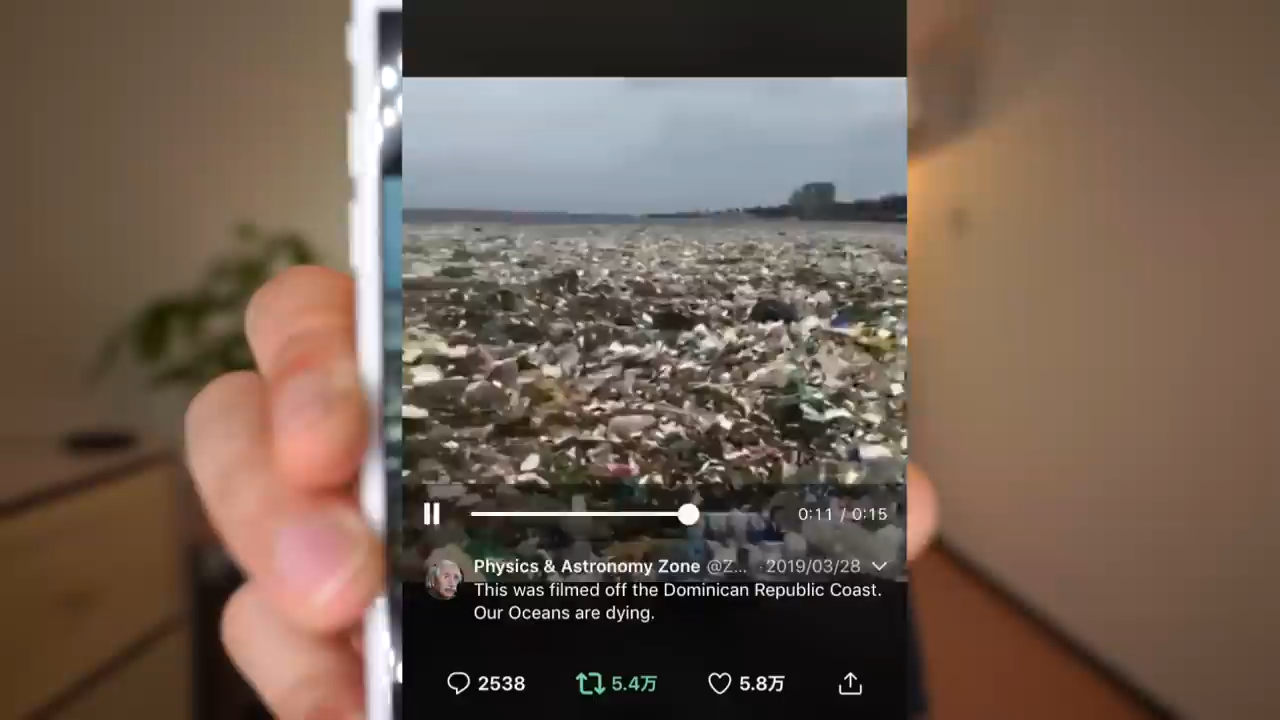 0:11 / 0:15
Physics & Astronomy Zone @Z... · 2019/03/28
This was filmed off the Dominican Republic Coast.
Our Oceans are dying.
2538 5.4万 5.8万